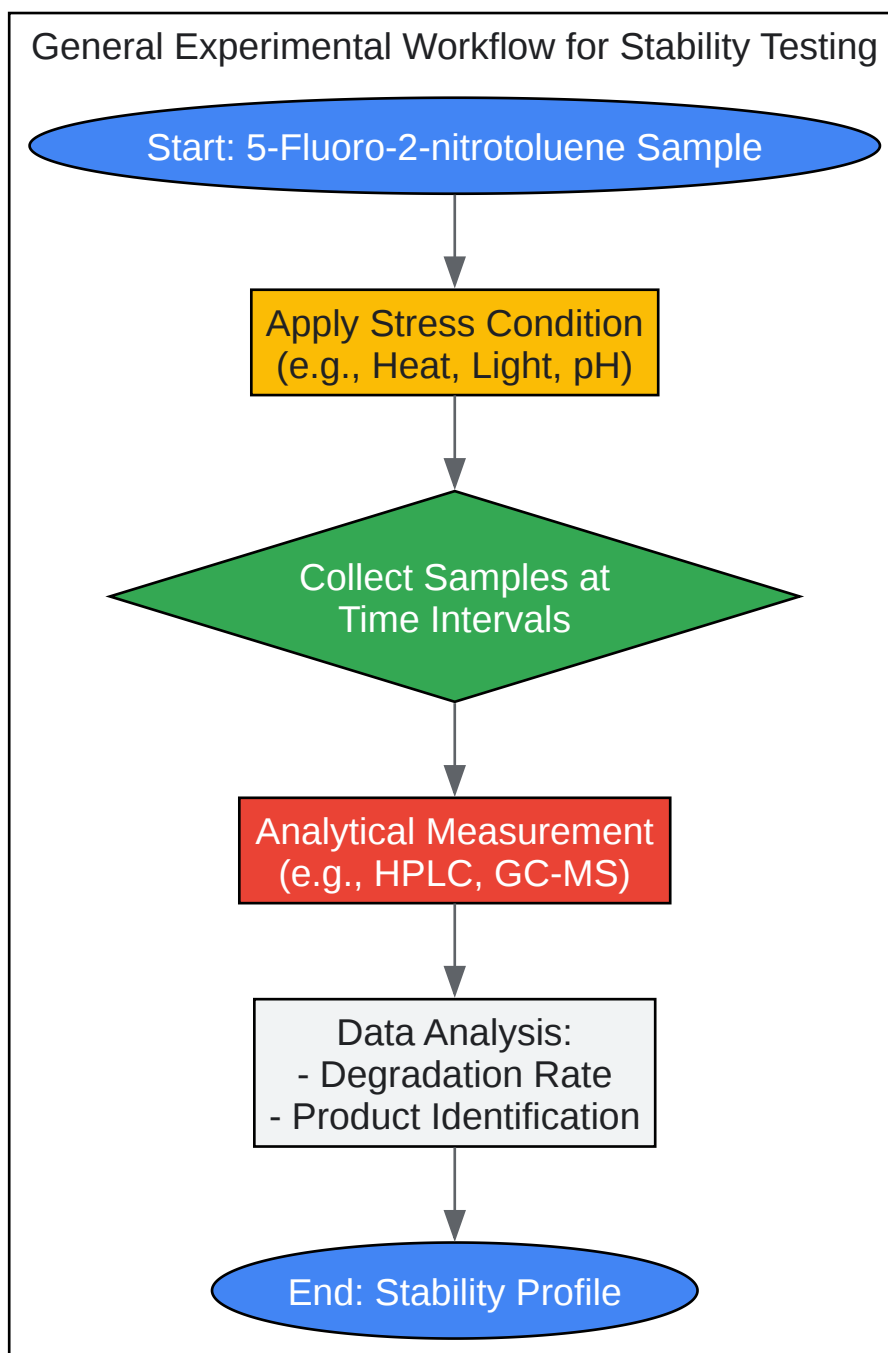 General Experimental Workflow for Stability Testing
Start: 5-Fluoro-2-nitrotoluene Sample
Apply Stress Condition
(e.g., Heat, Light, pH)
Collect Samples at
Time Intervals
Analytical Measurement
(e.g., HPLC, GC-MS)
Data Analysis:
- Degradation Rate
- Product Identification
End: Stability Profile